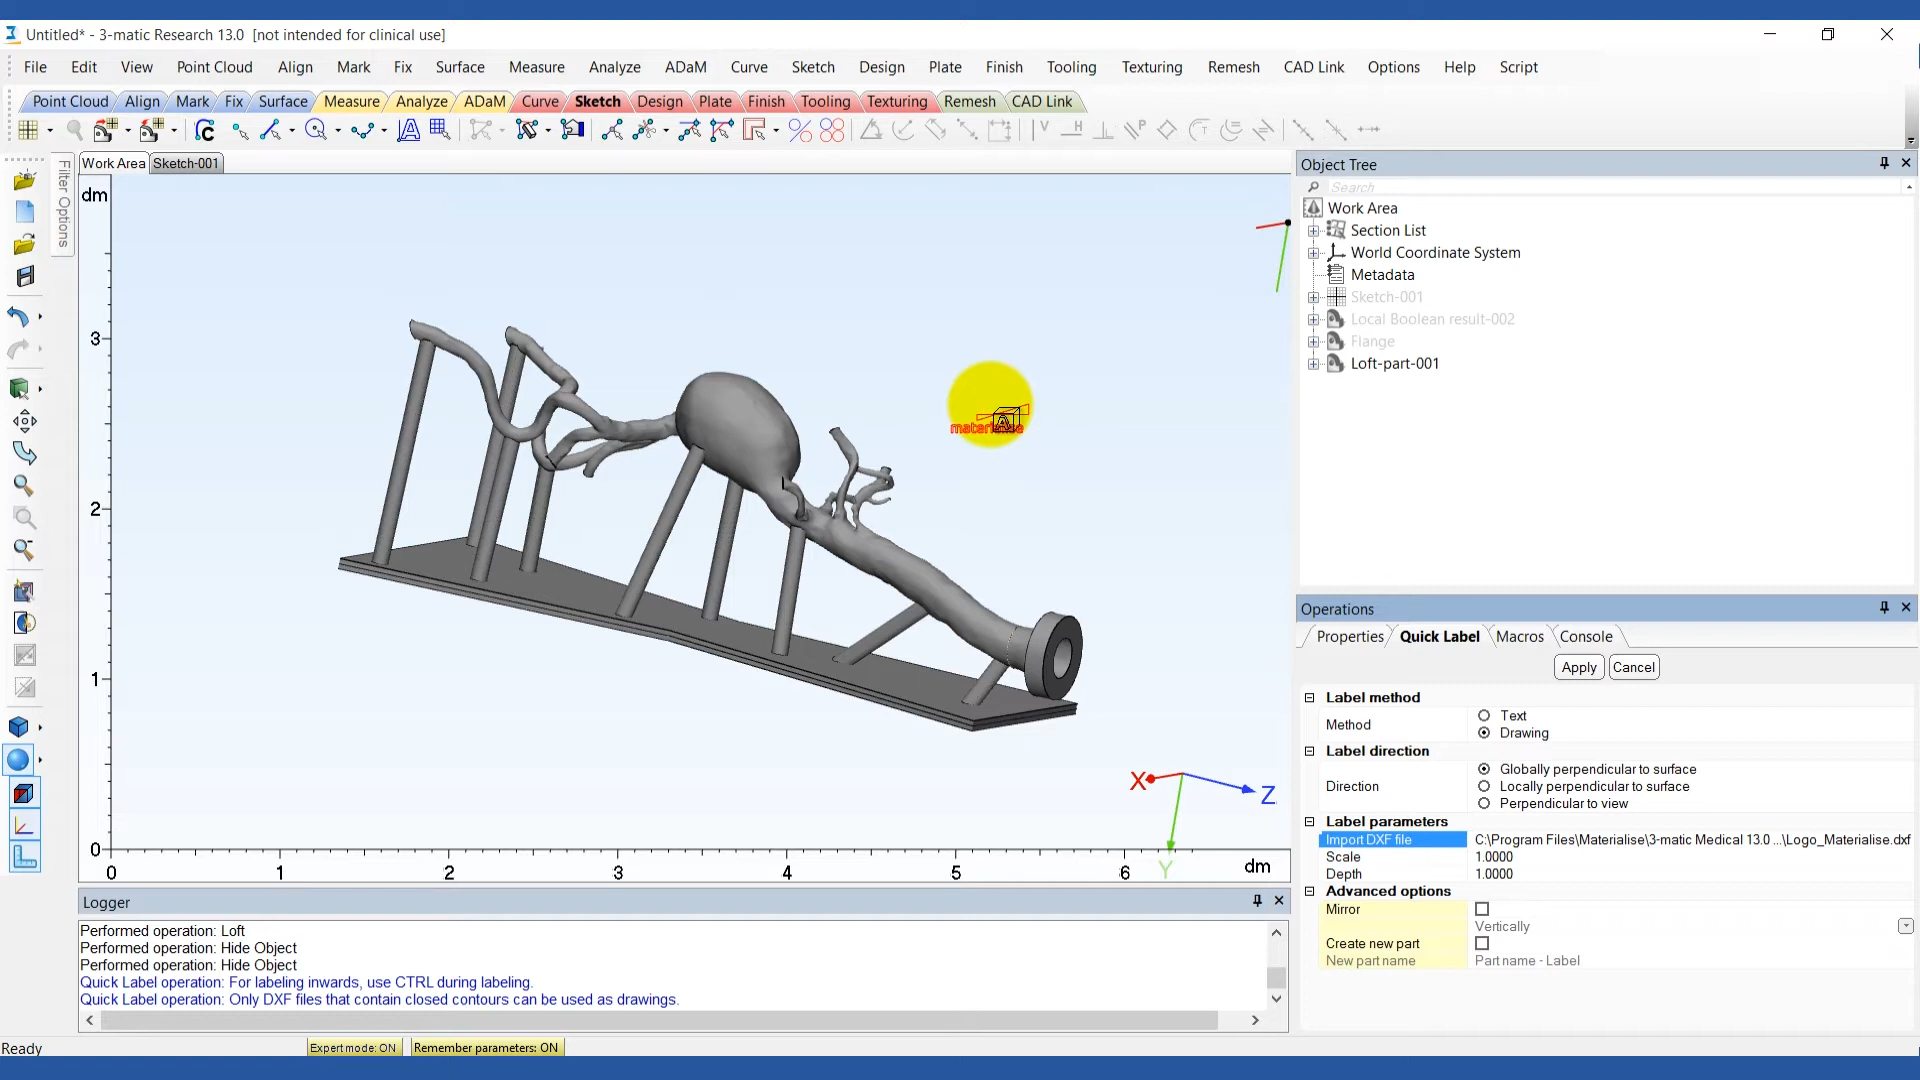 Untitled* - 3-matic Research 13.0  [not intended for clinical use]
File Edit View Point Cloud Align Mark Fix Surface Measure Analyze ADaM Curve Sketch Design Plate Finish Tooling Texturing Remesh CAD Link Options Help Script
Point Cloud Align Mark Fix Surface Measure Analyze ADaM Curve Sketch Design Plate Finish Tooling Texturing Remesh CAD Link
Work Area Sketch-001
Filter Options
dm
3
2
1
0
0 1 2 3 4 5 6 dm
materialise
X Z
Y
Object Tree
Search
Work Area
Section List
World Coordinate System
Metadata
Sketch-001
Local Boolean result-002
Flange
Loft-part-001
Operations
Properties Quick Label Macros Console
Apply Cancel
Label method
Method
Text
Drawing
Label direction
Direction
Globally perpendicular to surface
Locally perpendicular to surface
Perpendicular to view
Label parameters
Import DXF file C:\Program Files\Materialise\3-matic Medical 13.0 ...\Logo_Materialise.dxf
Scale 1.0000
Depth 1.0000
Advanced options
Mirror
Vertically
Create new part
New part name Part name - Label
Logger
Performed operation: Loft
Performed operation: Hide Object
Performed operation: Hide Object
Quick Label operation: For labeling inwards, use CTRL during labeling.
Quick Label operation: Only DXF files that contain closed contours can be used as drawings.
Ready Expert mode: ON Remember parameters: ON